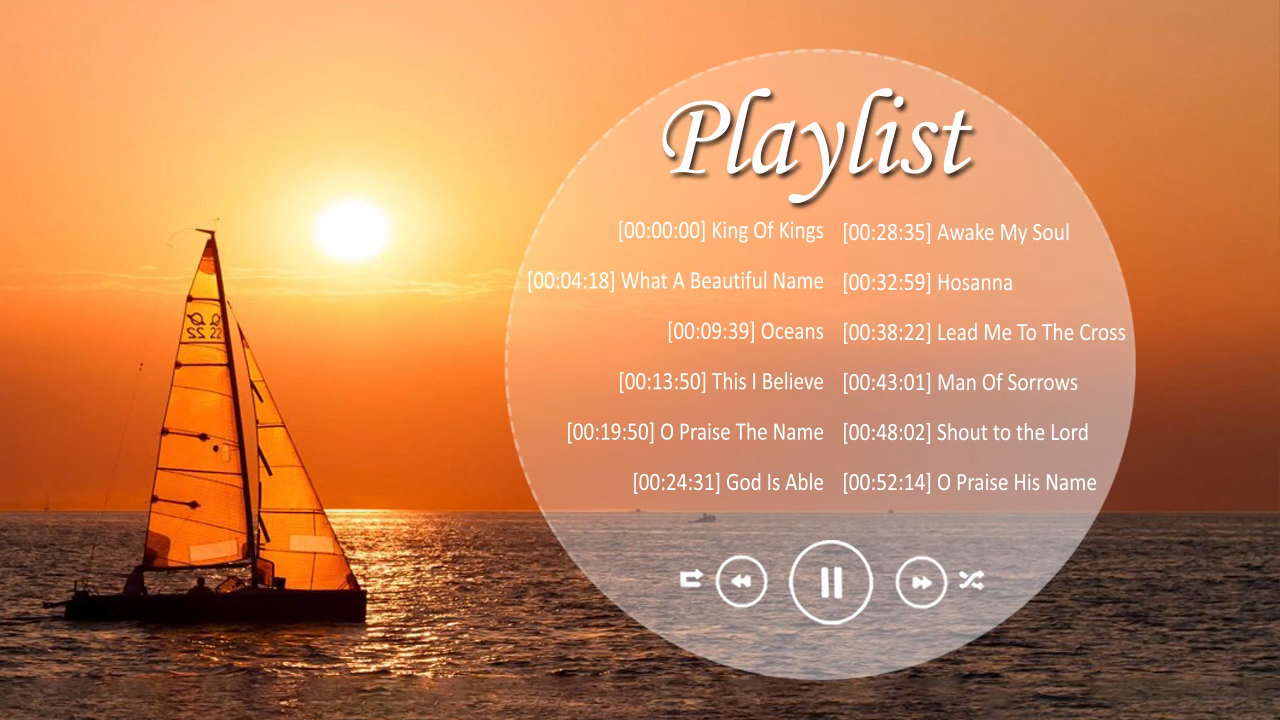 Playlist
[00:00:00] King Of Kings
[00:04:18] What A Beautiful Name
[00:09:39] Oceans
[00:13:50] This I Believe
[00:19:50] O Praise The Name
[00:24:31] God Is Able
[00:28:35] Awake My Soul
[00:32:59] Hosanna
[00:38:22] Lead Me To The Cross
[00:43:01] Man Of Sorrows
[00:48:02] Shout to the Lord
[00:52:14] O Praise His Name